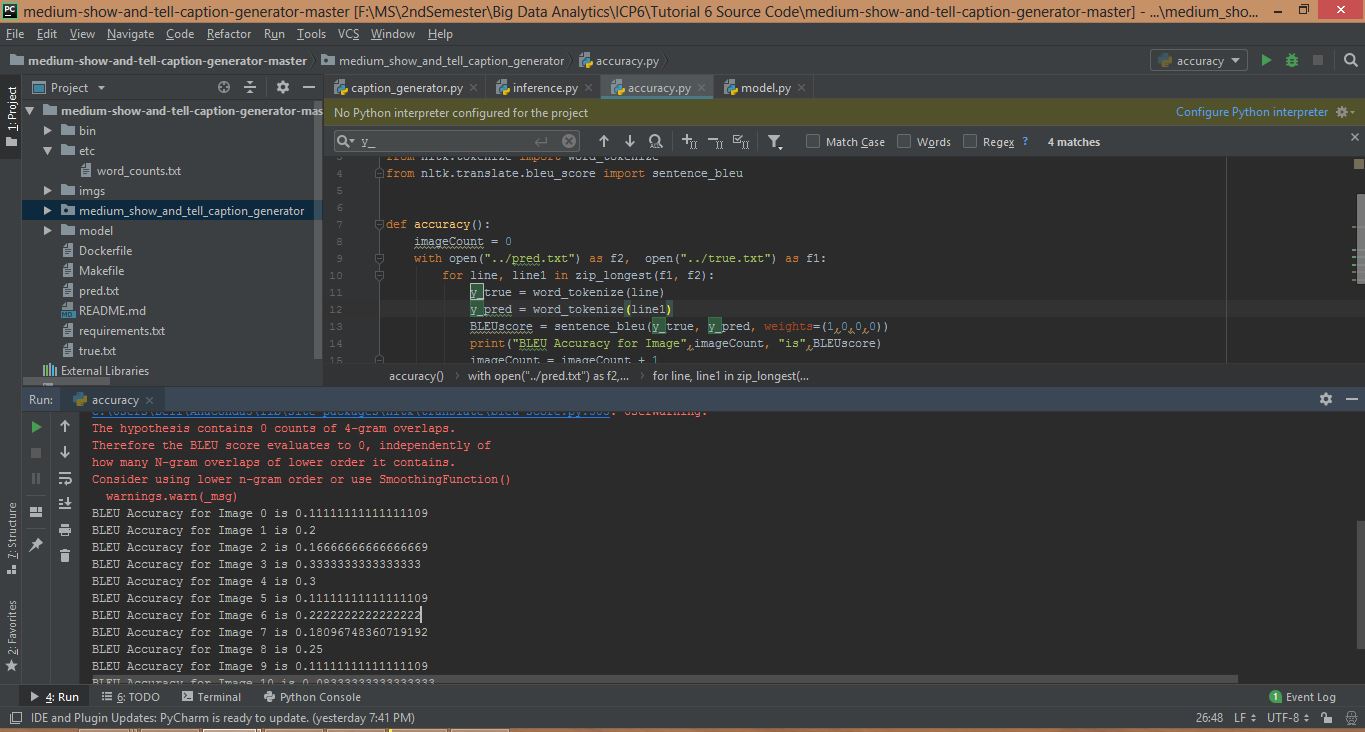 medium-show-and-tell-caption-generator-master [F:\MS\2ndSemester\Big Data Analytics\ICP6\Tutorial 6 Source Code\medium-show-and-tell-caption-generator-master] - ...\medium_sho...
File Edit View Navigate Code Refactor Run Tools VCS Window Help
medium-show-and-tell-caption-generator-master medium_show_and_tell_caption_generator accuracy.py accuracy
1: Project
Project
medium-show-and-tell-caption-generator-mas
bin
etc
word_counts.txt
imgs
medium_show_and_tell_caption_generator
model
Dockerfile
Makefile
pred.txt
README.md
requirements.txt
true.txt
External Libraries
caption_generator.py inference.py accuracy.py model.py
No Python interpreter configured for the project Configure Python interpreter
y_ Match Case Words Regex ? 4 matches
3 from nltk.tokenize import word_tokenize
4 from nltk.translate.bleu_score import sentence_bleu
5
6
7 def accuracy():
8 imageCount = 0
9 with open("../pred.txt") as f2, open("../true.txt") as f1:
10 for line, line1 in zip_longest(f1, f2):
11 y_true = word_tokenize(line)
12 y_pred = word_tokenize(line1)
13 BLEUscore = sentence_bleu(y_true, y_pred, weights=(1,0,0,0))
14 print("BLEU Accuracy for Image",imageCount, "is",BLEUscore)
15 imageCount = imageCount + 1
accuracy() with open("../pred.txt") as f2,... for line, line1 in zip_longest(...
Run: accuracy
UserWarning:
The hypothesis contains 0 counts of 4-gram overlaps.
Therefore the BLEU score evaluates to 0, independently of
how many N-gram overlaps of lower order it contains.
Consider using lower n-gram order or use SmoothingFunction()
warnings.warn(_msg)
BLEU Accuracy for Image 0 is 0.11111111111111109
BLEU Accuracy for Image 1 is 0.2
BLEU Accuracy for Image 2 is 0.16666666666666669
BLEU Accuracy for Image 3 is 0.3333333333333333
BLEU Accuracy for Image 4 is 0.3
BLEU Accuracy for Image 5 is 0.11111111111111109
BLEU Accuracy for Image 6 is 0.2222222222222222
BLEU Accuracy for Image 7 is 0.18096748360719192
BLEU Accuracy for Image 8 is 0.25
BLEU Accuracy for Image 9 is 0.11111111111111109
BLEU Accuracy for Image 10 is 0.08333333333333333
7: Structure
2: Favorites
4: Run 6: TODO Terminal Python Console Event Log
1
IDE and Plugin Updates: PyCharm is ready to update. (yesterday 7:41 PM) 26:48 LF UTF-8